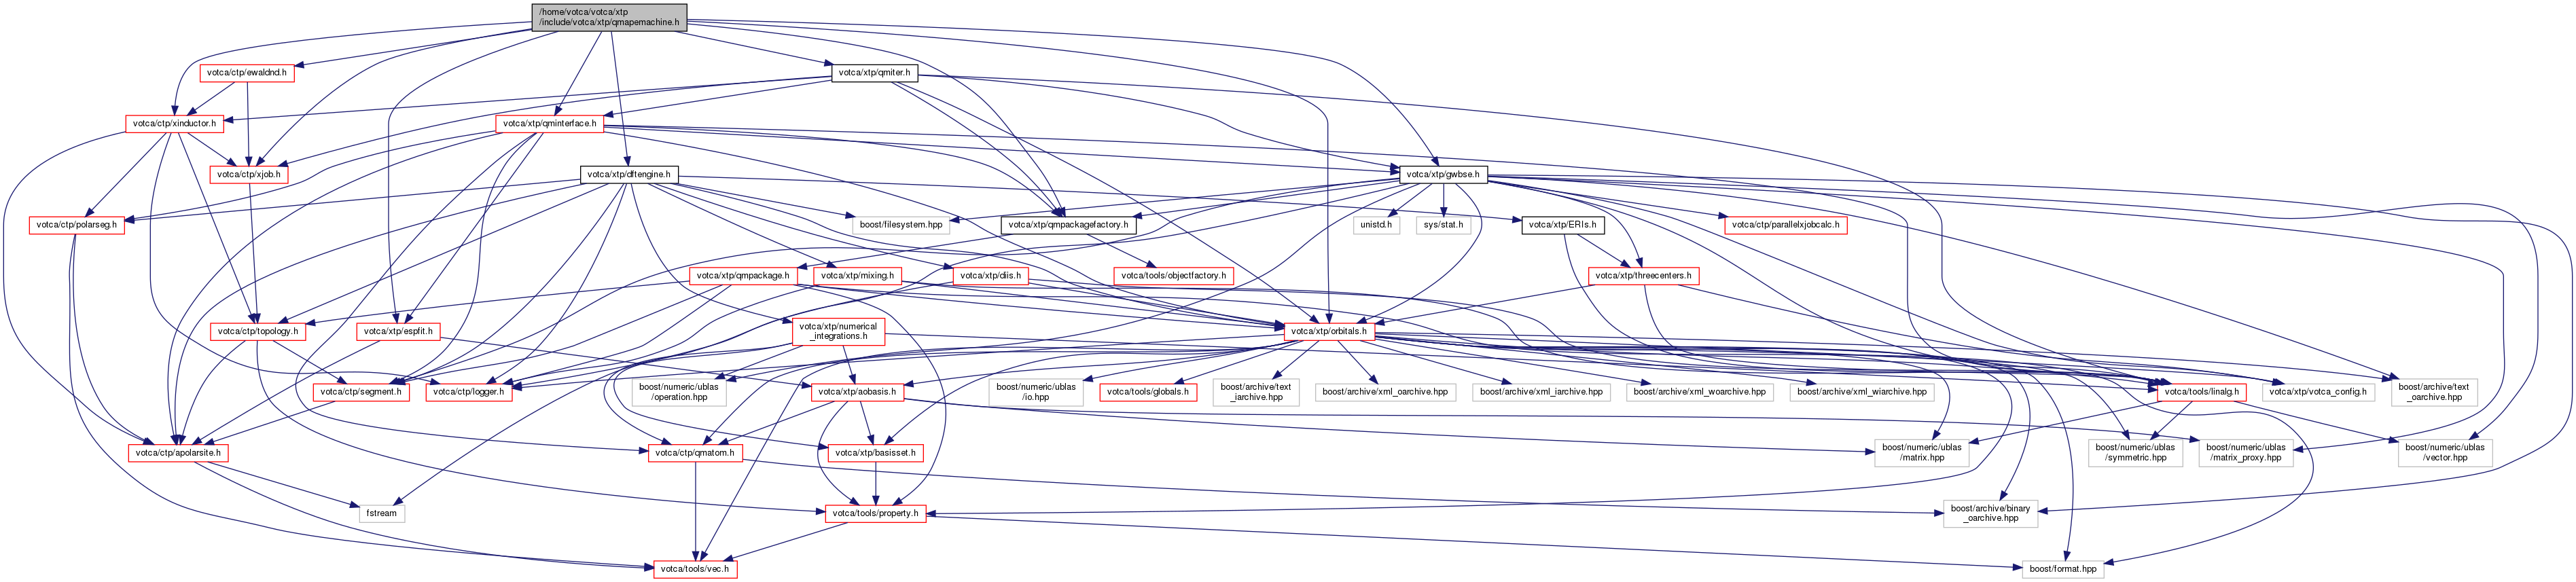 /home/votca/votca/xtp
/include/votca/xtp/qmapemachine.h
votca/ctp/ewaldnd.h
votca/xtp/qmiter.h
votca/ctp/xinductor.h
votca/xtp/qminterface.h
votca/ctp/xjob.h
votca/xtp/dftengine.h
votca/xtp/gwbse.h
votca/ctp/polarseg.h
boost/filesystem.hpp
votca/xtp/qmpackagefactory.h
unistd.h
sys/stat.h
votca/xtp/ERIs.h
votca/ctp/parallelxjobcalc.h
votca/xtp/qmpackage.h
votca/xtp/mixing.h
votca/xtp/diis.h
votca/tools/objectfactory.h
votca/xtp/threecenters.h
votca/ctp/topology.h
votca/xtp/espfit.h
votca/xtp/numerical
_integrations.h
votca/xtp/orbitals.h
votca/ctp/segment.h
votca/ctp/logger.h
boost/numeric/ublas
/operation.hpp
votca/xtp/aobasis.h
boost/numeric/ublas
/io.hpp
votca/tools/globals.h
boost/archive/text
_iarchive.hpp
boost/archive/xml_oarchive.hpp
boost/archive/xml_iarchive.hpp
boost/archive/xml_woarchive.hpp
boost/archive/xml_wiarchive.hpp
votca/tools/linalg.h
votca/xtp/votca_config.h
boost/archive/text
_oarchive.hpp
votca/ctp/apolarsite.h
votca/ctp/qmatom.h
votca/xtp/basisset.h
boost/numeric/ublas
/matrix.hpp
boost/numeric/ublas
/symmetric.hpp
boost/numeric/ublas
/matrix_proxy.hpp
boost/numeric/ublas
/vector.hpp
fstream
votca/tools/property.h
boost/archive/binary
_oarchive.hpp
votca/tools/vec.h
boost/format.hpp